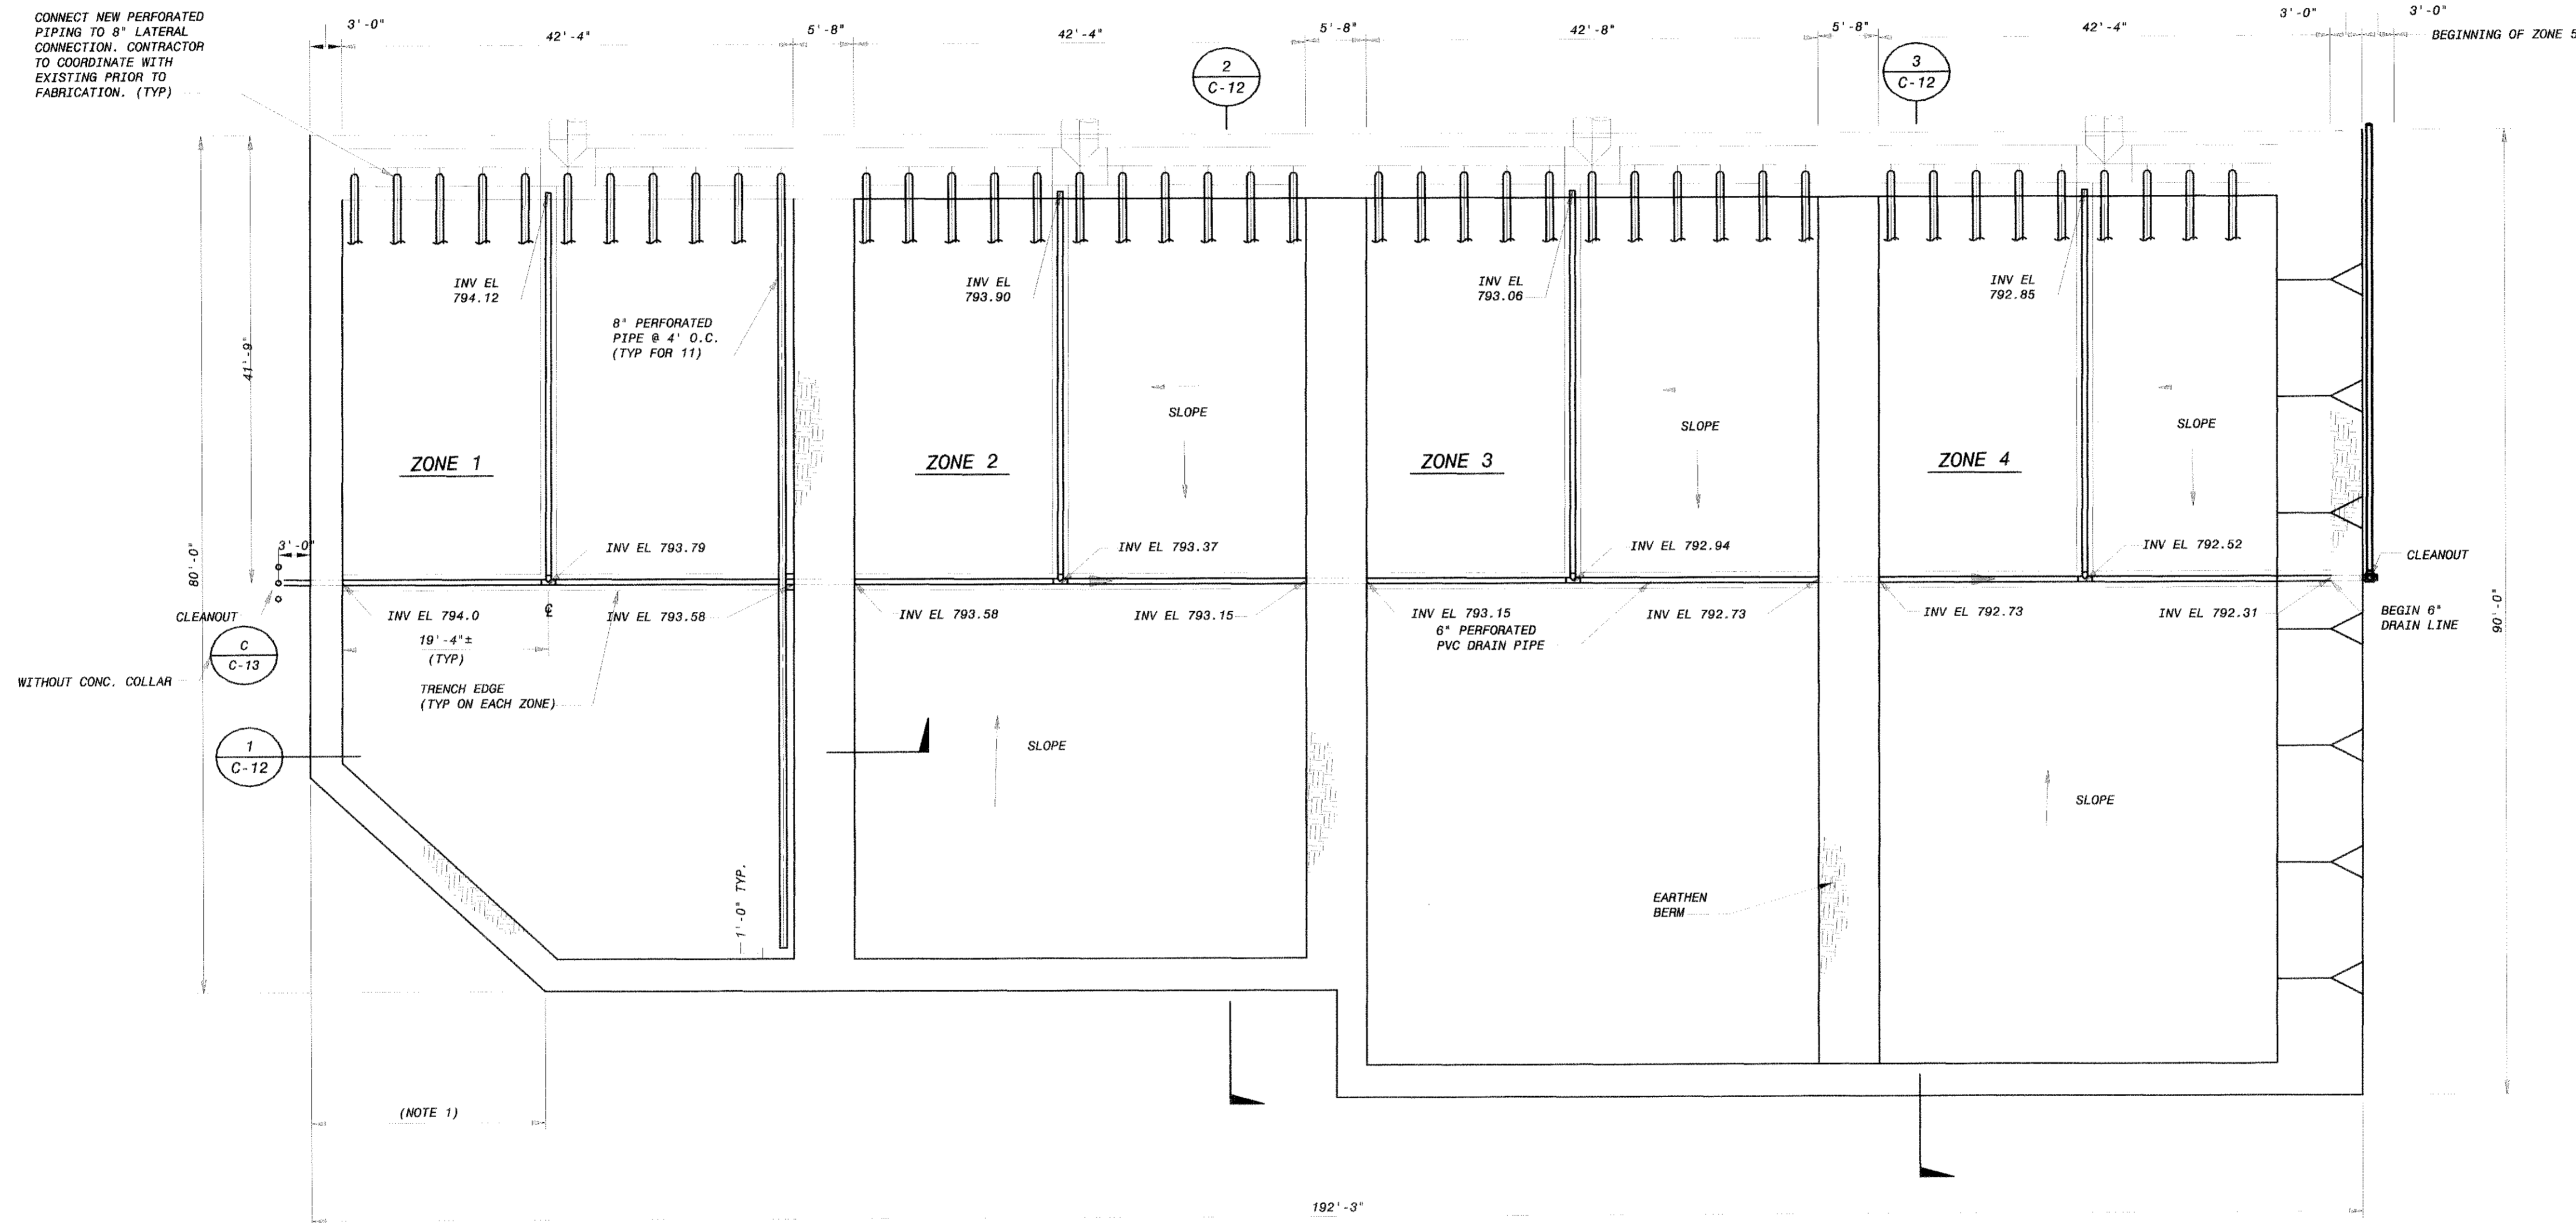 CONNECT NEW PERFORATED
PIPING TO 8" LATERAL
CONNECTION. CONTRACTOR
TO COORDINATE WITH
EXISTING PRIOR TO
FABRICATION. (TYP)
3'-0"
42'-4"
5'-8"
42'-4"
5'-8"
42'-8"
5'-8"
42'-4"
3'-0"
3'-0"
BEGINNING OF ZONE 5
2
C-12
3
C-12
INV EL
794.12
INV EL
793.90
INV EL
793.06
INV EL
792.85
8" PERFORATED
PIPE @ 4' O.C.
(TYP FOR 11)
41'-9"
SLOPE
SLOPE
SLOPE
ZONE 1
ZONE 2
ZONE 3
ZONE 4
80'-0"
3'-0"
INV EL 793.79
INV EL 793.37
INV EL 792.94
INV EL 792.52
CLEANOUT
CLEANOUT
INV EL 794.0
℄
INV EL 793.58
INV EL 793.58
INV EL 793.15
INV EL 793.15
INV EL 792.73
INV EL 792.73
INV EL 792.31
BEGIN 6"
DRAIN LINE
90'-0"
6" PERFORATED
PVC DRAIN PIPE
19'-4"±
(TYP)
C
C-13
WITHOUT CONC. COLLAR
TRENCH EDGE
(TYP ON EACH ZONE)
1
C-12
SLOPE
SLOPE
1'-0" TYP.
EARTHEN
BERM
(NOTE 1)
192'-3"